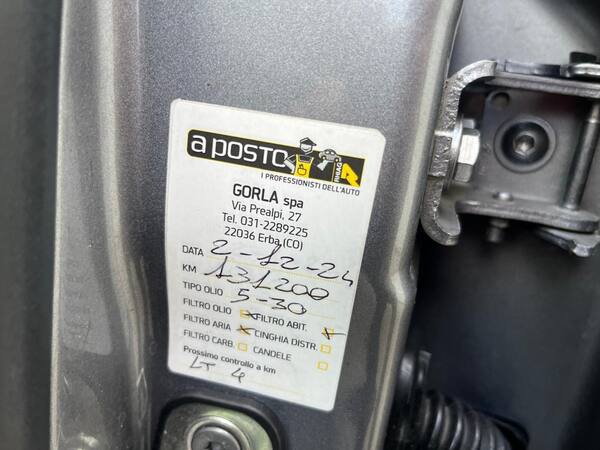 a POSTO
RHIAG
I PROFESSIONISTI DELL'AUTO
GORLA spa
Via Prealpi, 27
Tel. 031-2289225
22036 Erba (CO)
DATA 2-12-24
KM 131200
TIPO OLIO 5-30
FILTRO OLIO FILTRO ABIT.
FILTRO ARIA CINGHIA DISTR.
FILTRO CARB. CANDELE
Prossimo controllo a km
LT 4